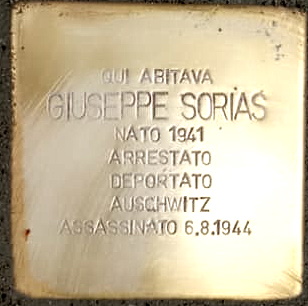 QUI ABITAVA
GIUSEPPE SORIAS
NATO 1941
ARRESTATO
DEPORTATO
AUSCHWITZ
ASSASSINATO 6.8.1944